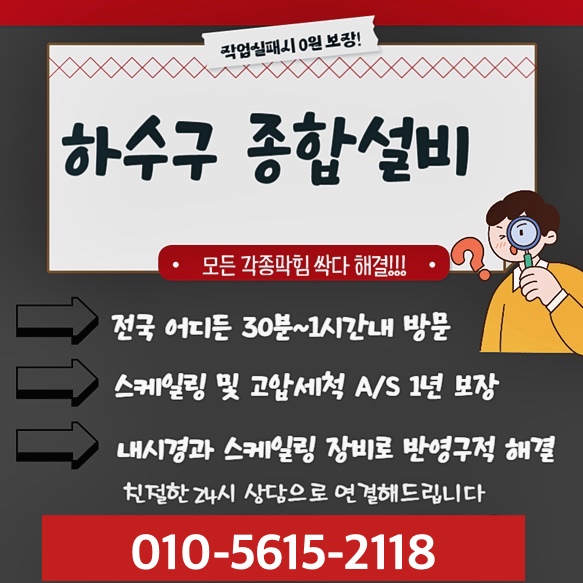 작업실패시 0원 보장!
하수구 종합설비
모든 각종막힘 싹다 해결!!!
전국 어디든 30분~1시간내 방문
스케일링 및 고압세척 A/S 1년 보장
내시경과 스케일링 장비로 반영구적 해결
친절한 24시 상담으로 연결해드립니다
010-5615-2118